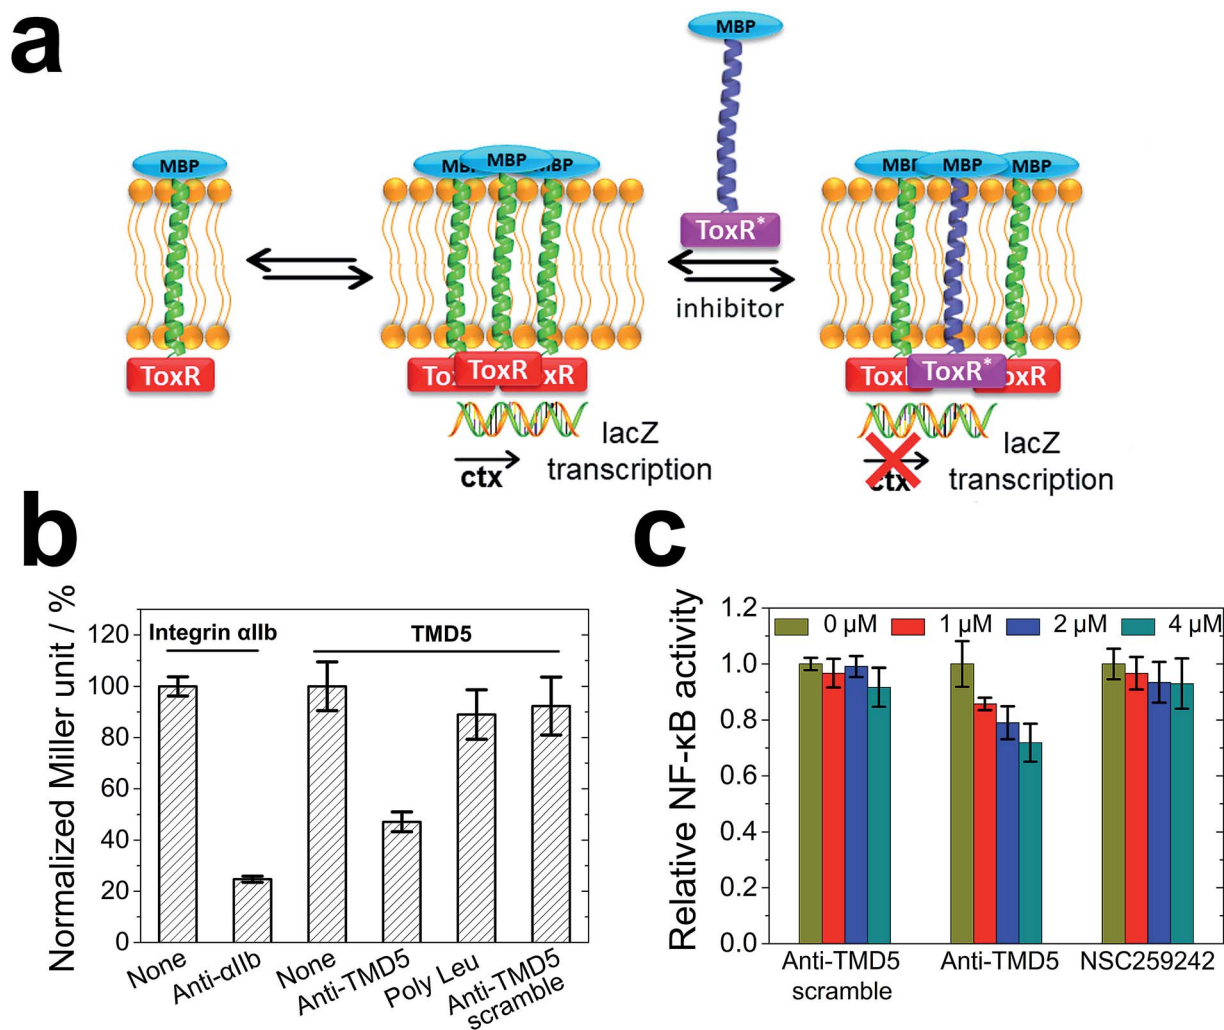 a
MBP
MBP
MBP
MBP
MBP
MBP
MBP
MBP
ToxR*
inhibitor
ToxR
ToxR
ToxR*
lacZ
transcription
ctx
lacZ
transcription
ctx
b
c
Normalized Miller unit / %
120
100
80
60
40
20
0
Integrin αIIb
TMD5
None
Anti-αIIb
None
Anti-TMD5
Poly Leu
Anti-TMD5
scramble
Relative NF-κB activity
1.2
1.0
0.8
0.6
0.4
0.2
0.0
0 μM 1 μM 2 μM 4 μM
Anti-TMD5
scramble
Anti-TMD5
NSC259242